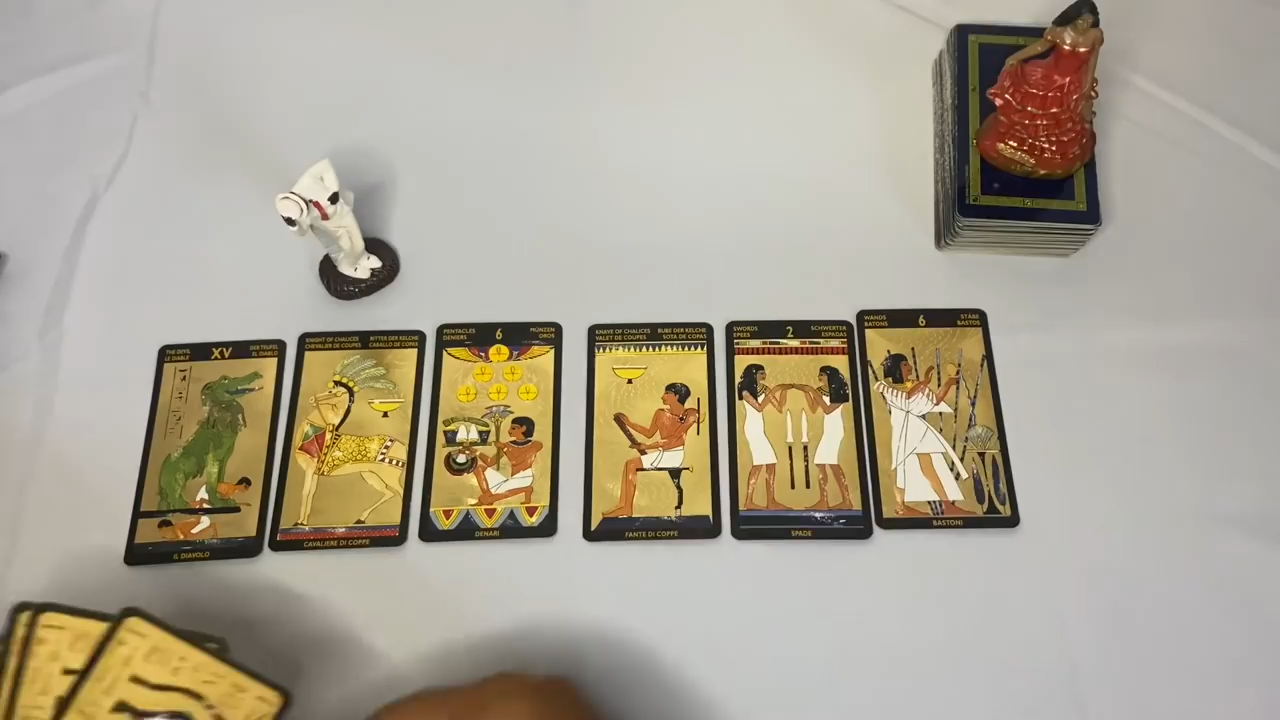 THE DEVIL XV DER TEUFEL
LE DIABLE EL DIABLO
IL DIAVOLO
KNIGHT OF CHALICES RITTER DER KELCHE
CHEVALIER DE COUPES CABALLO DE COPAS
CAVALIERE DI COPPE
PENTACLES 6 MÜNZEN
DENIERS OROS
DENARI
KNAVE OF CHALICES BUBE DER KELCHE
VALET DE COUPES SOTA DE COPAS
FANTE DI COPPE
SWORDS 2 SCHWERTER
EPEES ESPADAS
SPADE
WANDS 6 STÄBE
BATONS BASTOS
BASTONI